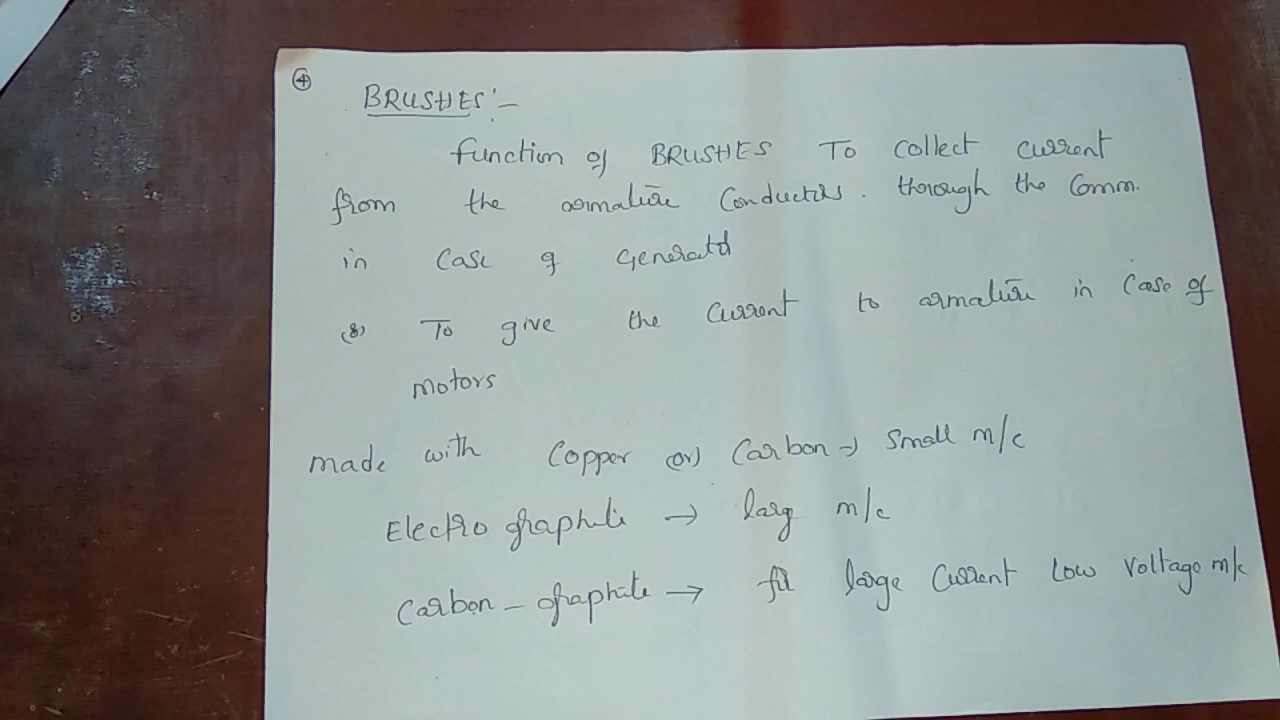 ④
BRUSHES:-
function of BRUSHES To collect current
from the armature Conductors. thorough the Comm.
in case of Generator
(or) To give the current to armature in case of
motors
made with Copper (or) Carbon → small m/c
Electro graphite → larg m/c
Carbon - graphite → for large Current Low voltage m/c